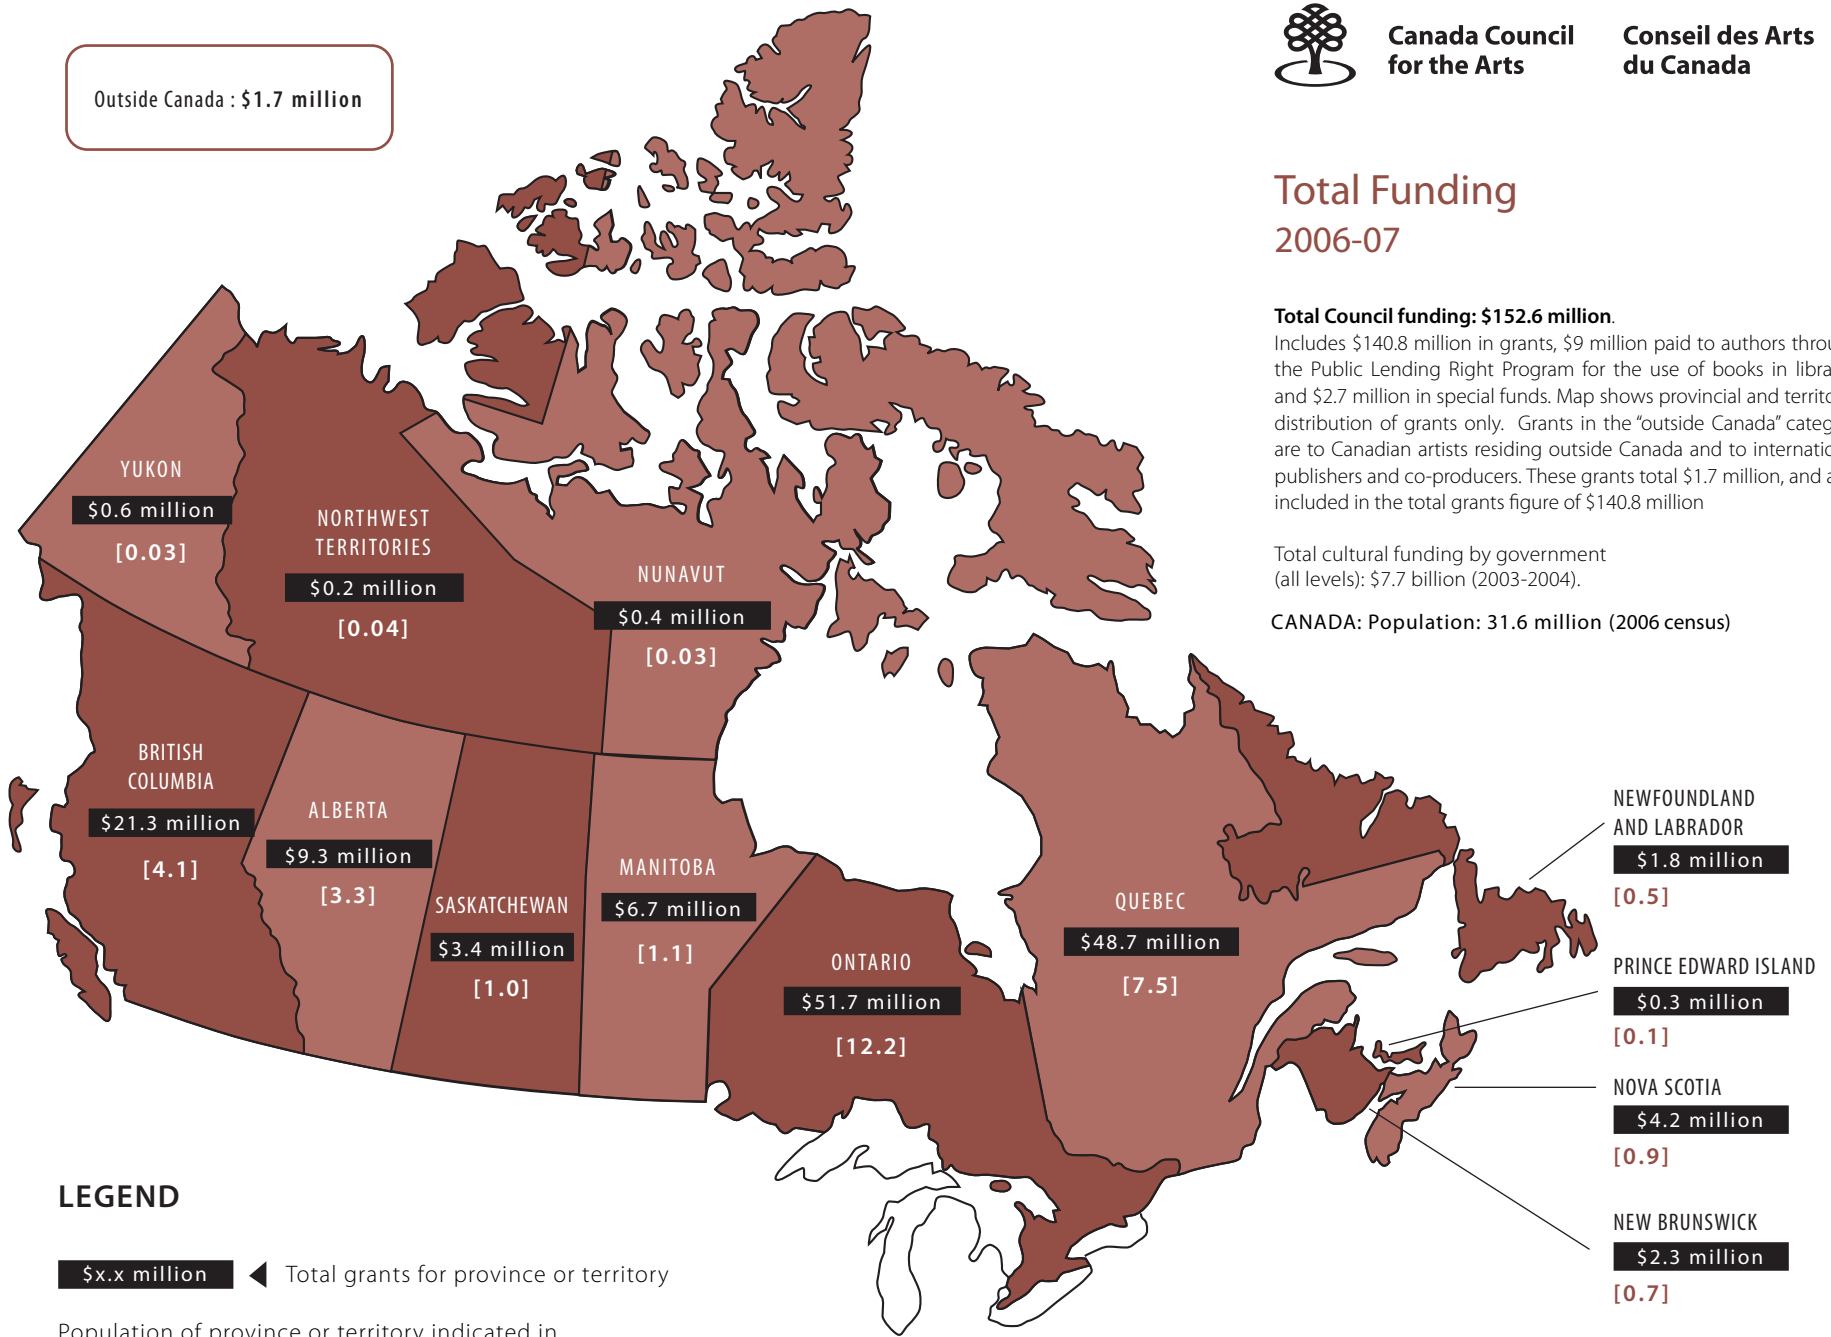 Outside Canada : $1.7 million
Canada Council
for the Arts
Conseil des Arts
du Canada
Total Funding
2006-07
Total Council funding: $152.6 million.
Includes $140.8 million in grants, $9 million paid to authors throu
the Public Lending Right Program for the use of books in libra
and $2.7 million in special funds. Map shows provincial and territo
distribution of grants only. Grants in the “outside Canada” categ
are to Canadian artists residing outside Canada and to internatio
publishers and co-producers. These grants total $1.7 million, and a
included in the total grants figure of $140.8 million
Total cultural funding by government
(all levels): $7.7 billion (2003-2004).
CANADA: Population: 31.6 million (2006 census)
YUKON
$0.6 million
[0.03]
NORTHWEST
TERRITORIES
$0.2 million
[0.04]
NUNAVUT
$0.4 million
[0.03]
BRITISH
COLUMBIA
$21.3 million
[4.1]
ALBERTA
$9.3 million
[3.3]
SASKATCHEWAN
$3.4 million
[1.0]
MANITOBA
$6.7 million
[1.1]
ONTARIO
$51.7 million
[12.2]
QUEBEC
$48.7 million
[7.5]
NEWFOUNDLAND
AND LABRADOR
$1.8 million
[0.5]
PRINCE EDWARD ISLAND
$0.3 million
[0.1]
NOVA SCOTIA
$4.2 million
[0.9]
NEW BRUNSWICK
$2.3 million
[0.7]
LEGEND
$x.x million
Total grants for province or territory
Population of province or territory indicated in